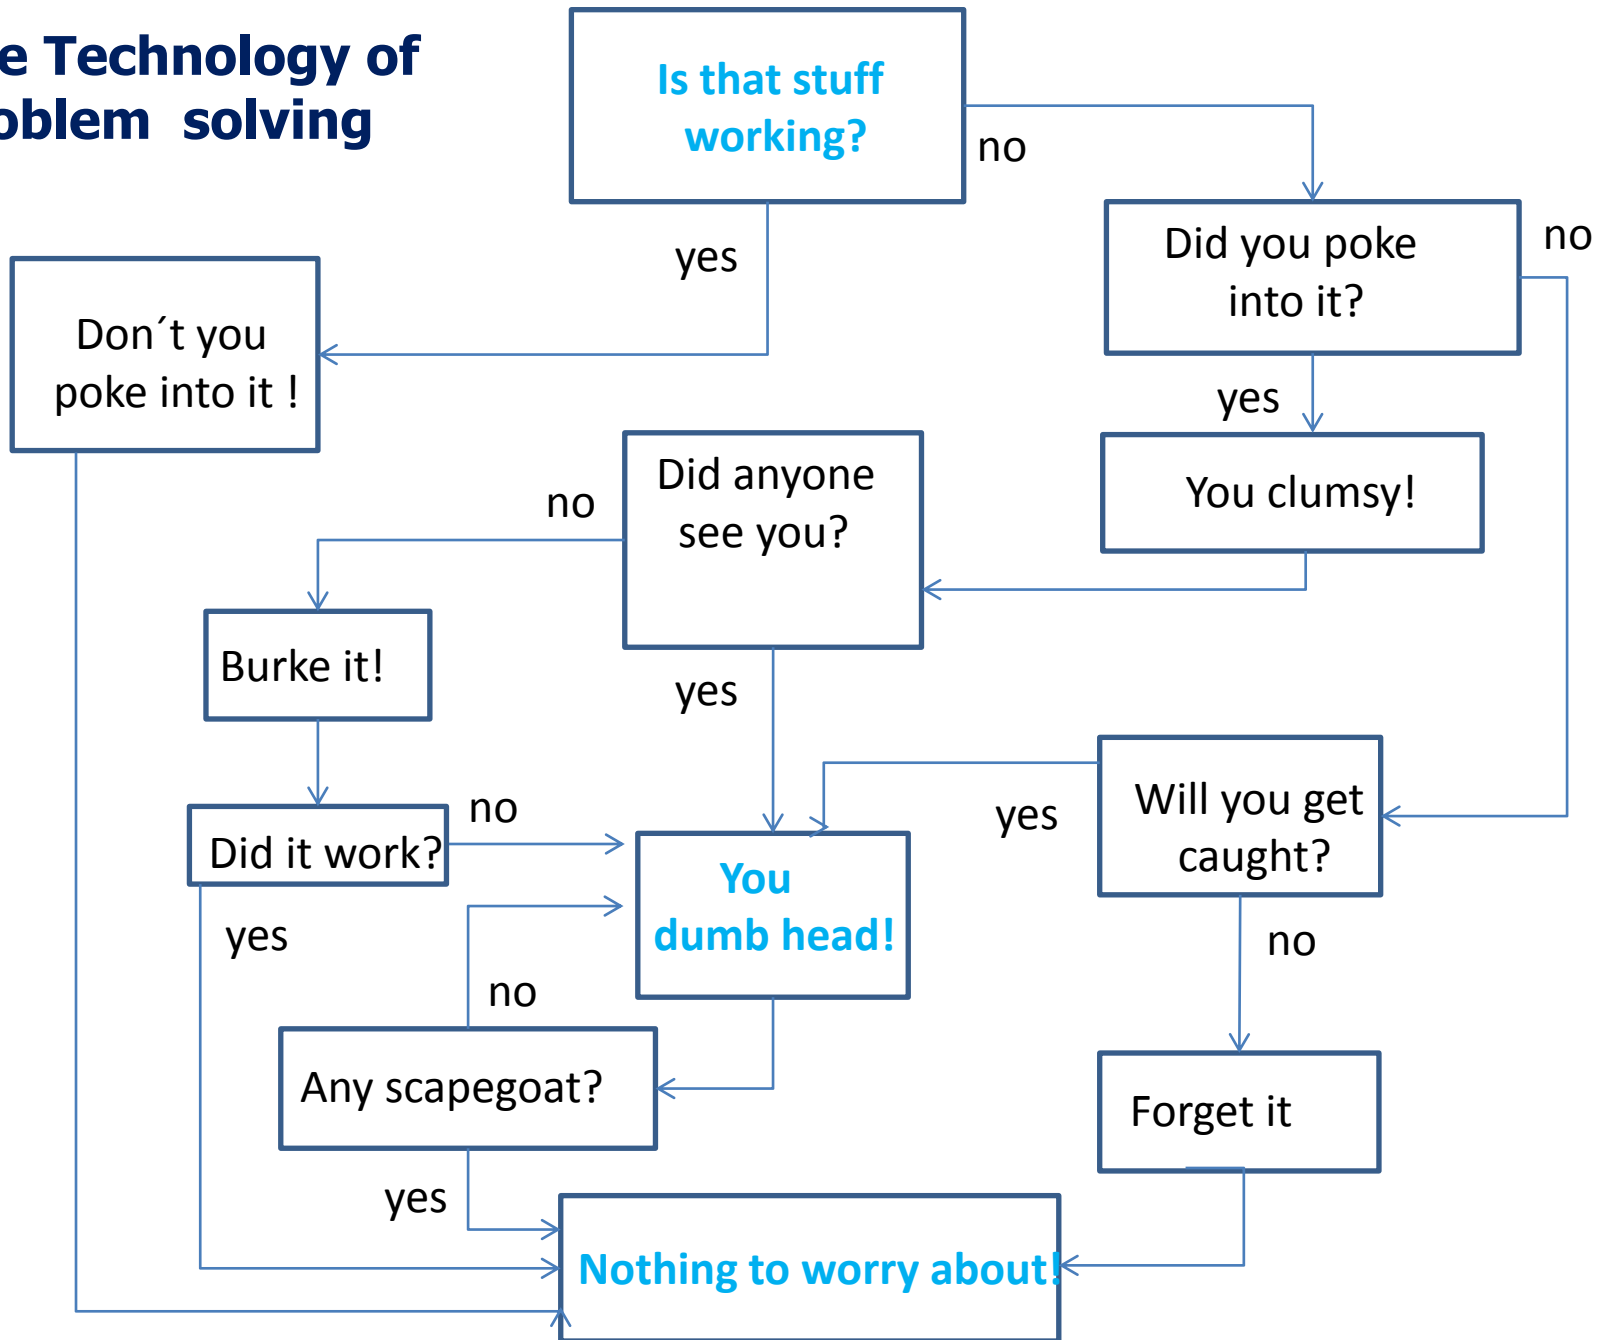 e Technology of
oblem solving
Is that stuff
working?
no
yes
Did you poke
into it?
no
Don´t you
poke into it !
yes
Did anyone
see you?
no
You clumsy!
Burke it!
yes
Will you get
caught?
yes
Did it work?
no
You
dumb head!
yes
no
no
Any scapegoat?
Forget it
yes
Nothing to worry about!